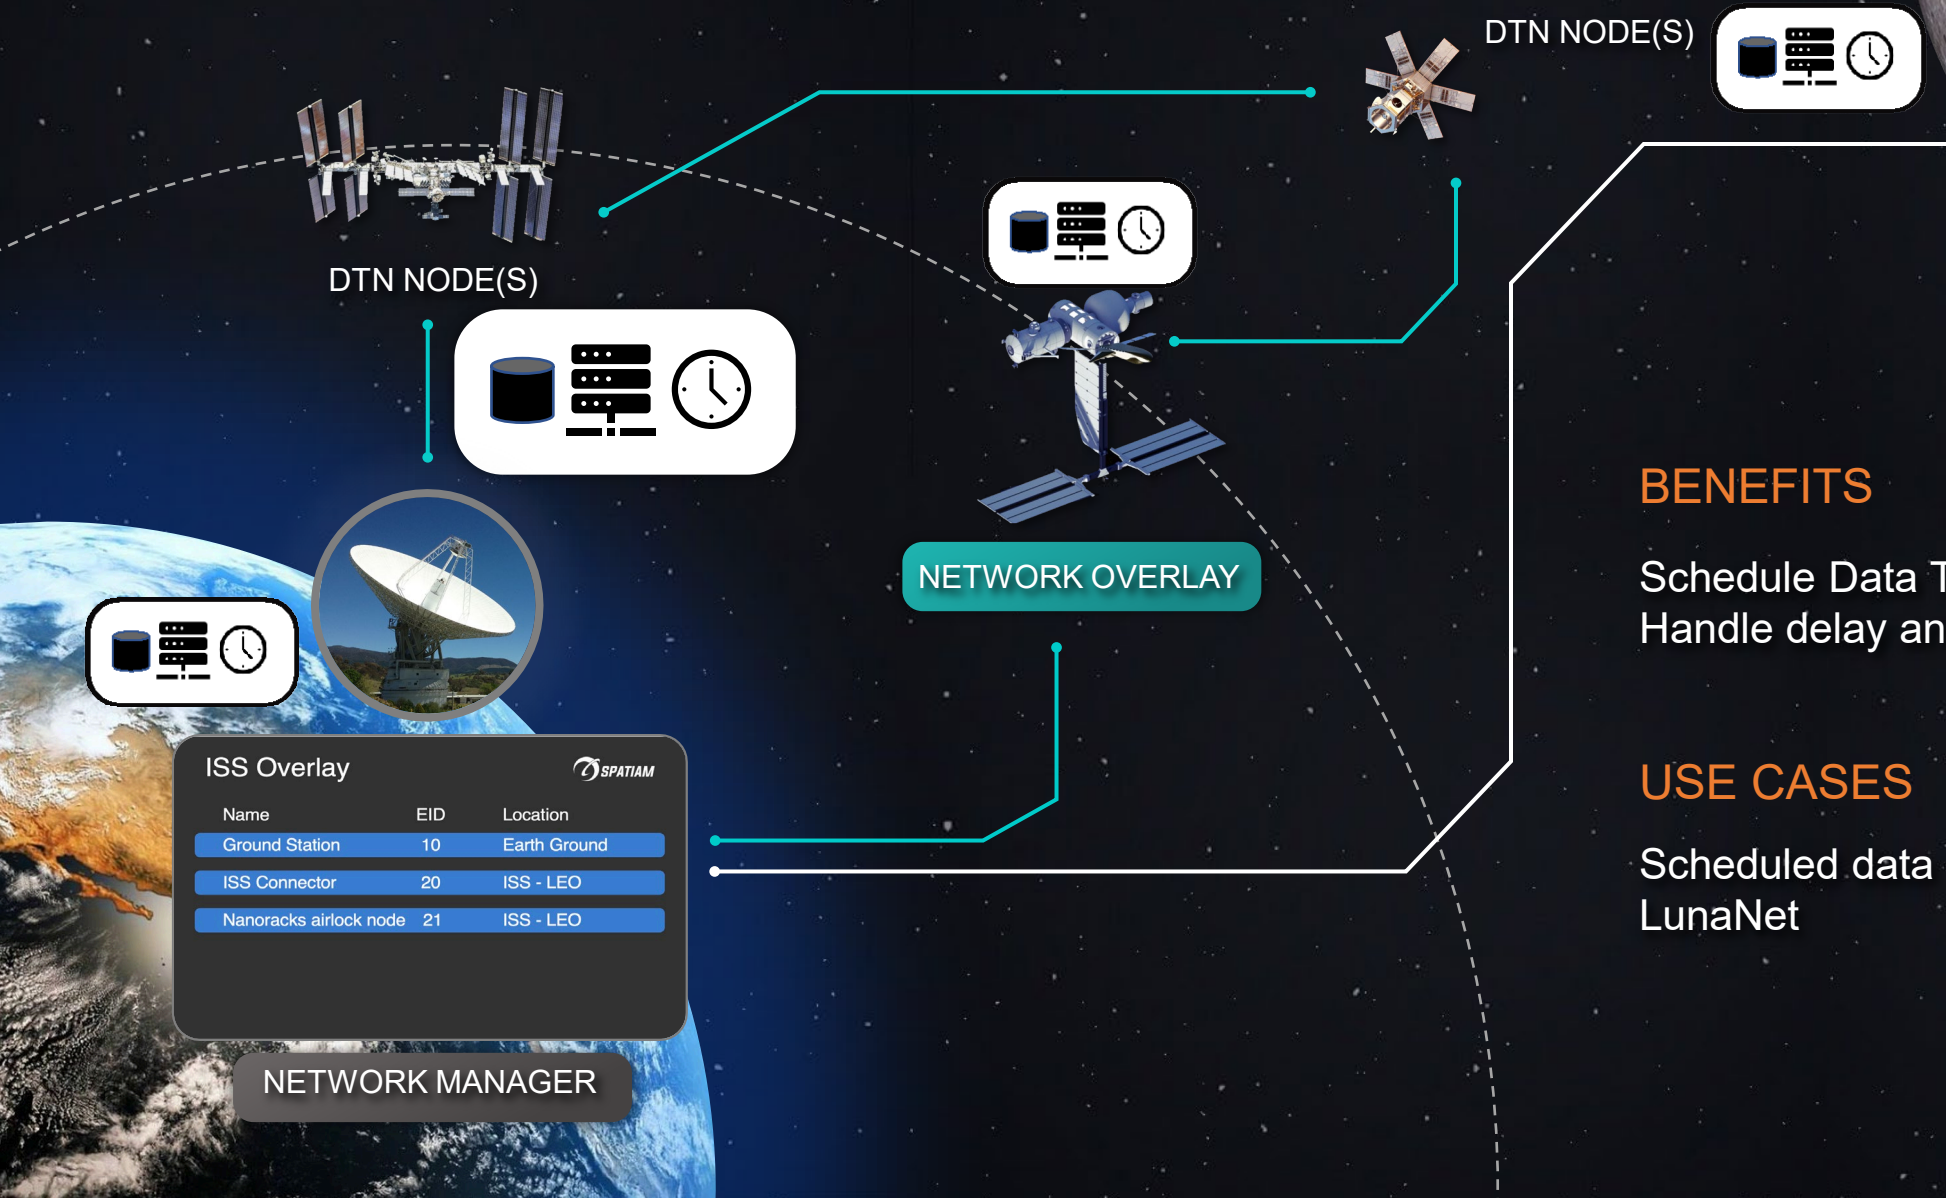 DTN NODE(S)
DTN NODE(S)
NETWORK OVERLAY
BENEFITS
Schedule Data
Handle delay
USE CASES
Scheduled data
LunaNet
ISS Overlay
SPATIAM
Name EID Location
Ground Station 10 Earth Ground
ISS Connector 20 ISS - LEO
Nanoracks airlock node 21 ISS - LEO
NETWORK MANAGER